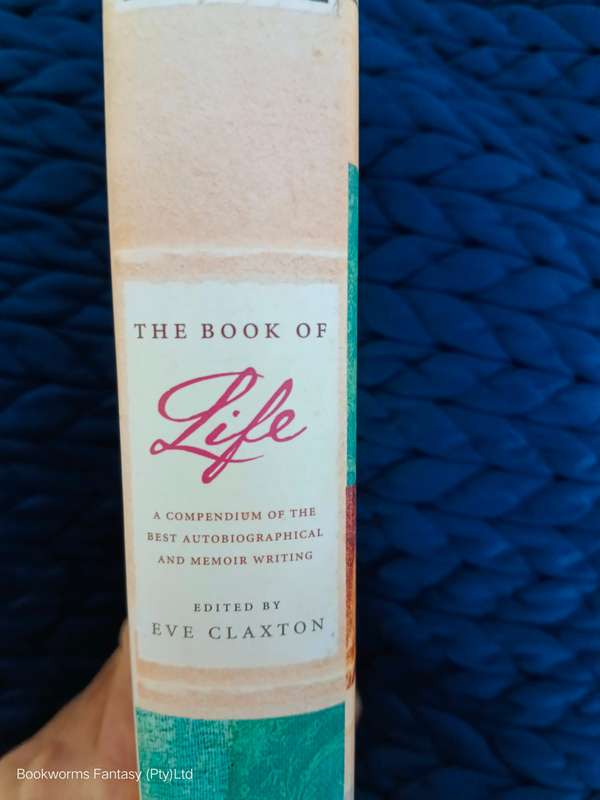 THE BOOK OF
Life
A COMPENDIUM OF THE
BEST AUTOBIOGRAPHICAL
AND MEMOIR WRITING
EDITED BY
EVE CLAXTON
Bookworms Fantasy (Pty)Ltd